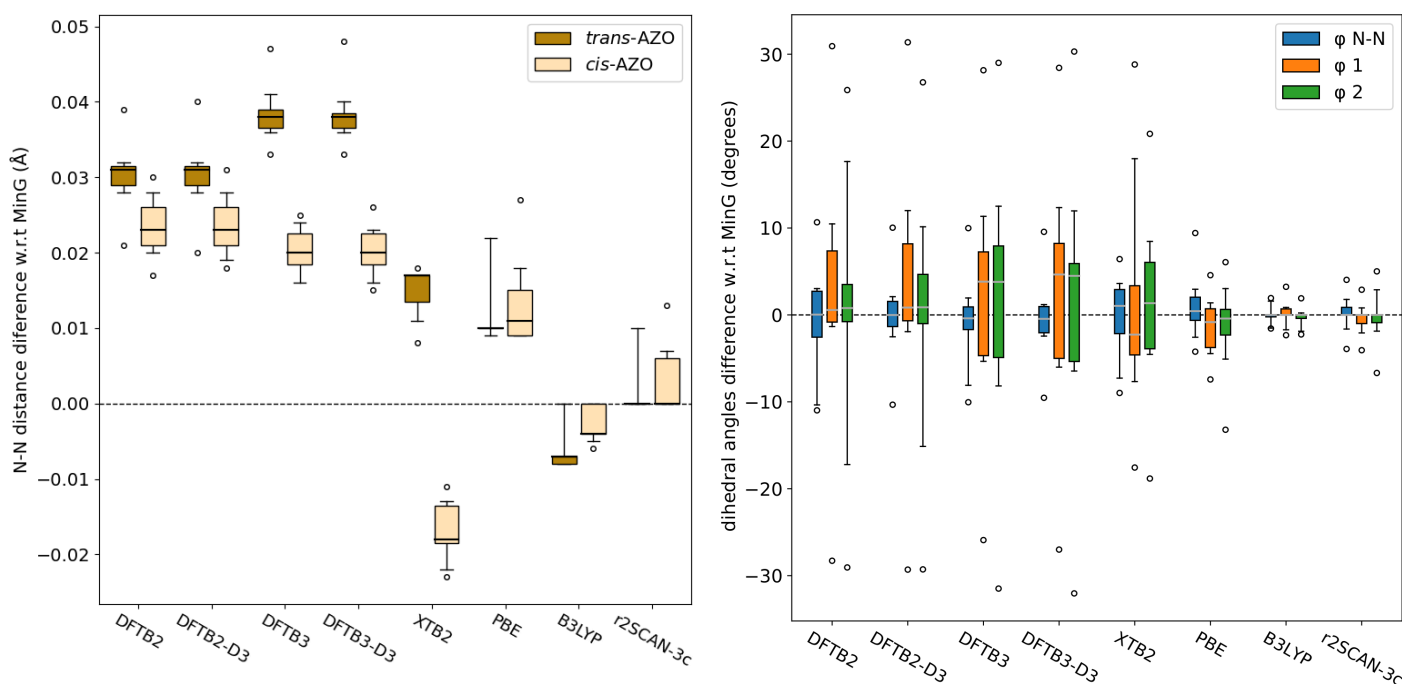 N-N distance diference w.r.t MinG (Å)
0.05
0.04
0.03
0.02
0.01
0.00
−0.01
−0.02
trans-AZO
cis-AZO
DFTB2
DFTB2-D3
DFTB3
DFTB3-D3
XTB2
PBE
B3LYP
r2SCAN-3c
dihedral angles difference w.r.t MinG (degrees)
30
20
10
0
−10
−20
−30
φ N-N
φ 1
φ 2
DFTB2
DFTB2-D3
DFTB3
DFTB3-D3
XTB2
PBE
B3LYP
r2SCAN-3c